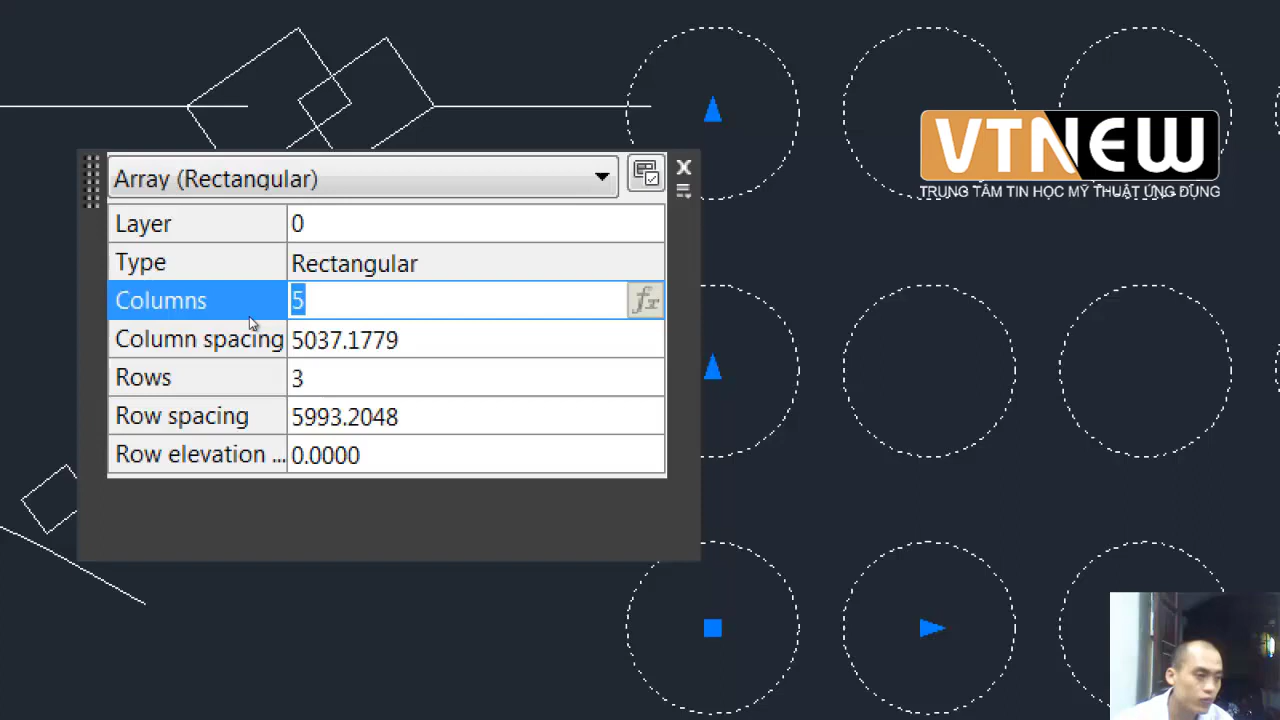 VTNEW
TRUNG TÂM TIN HỌC MỸ THUẬT ỨNG DỤNG
Array (Rectangular)
Layer 0
Type Rectangular
Columns 5
Column spacing 5037.1779
Rows 3
Row spacing 5993.2048
Row elevation ... 0.0000